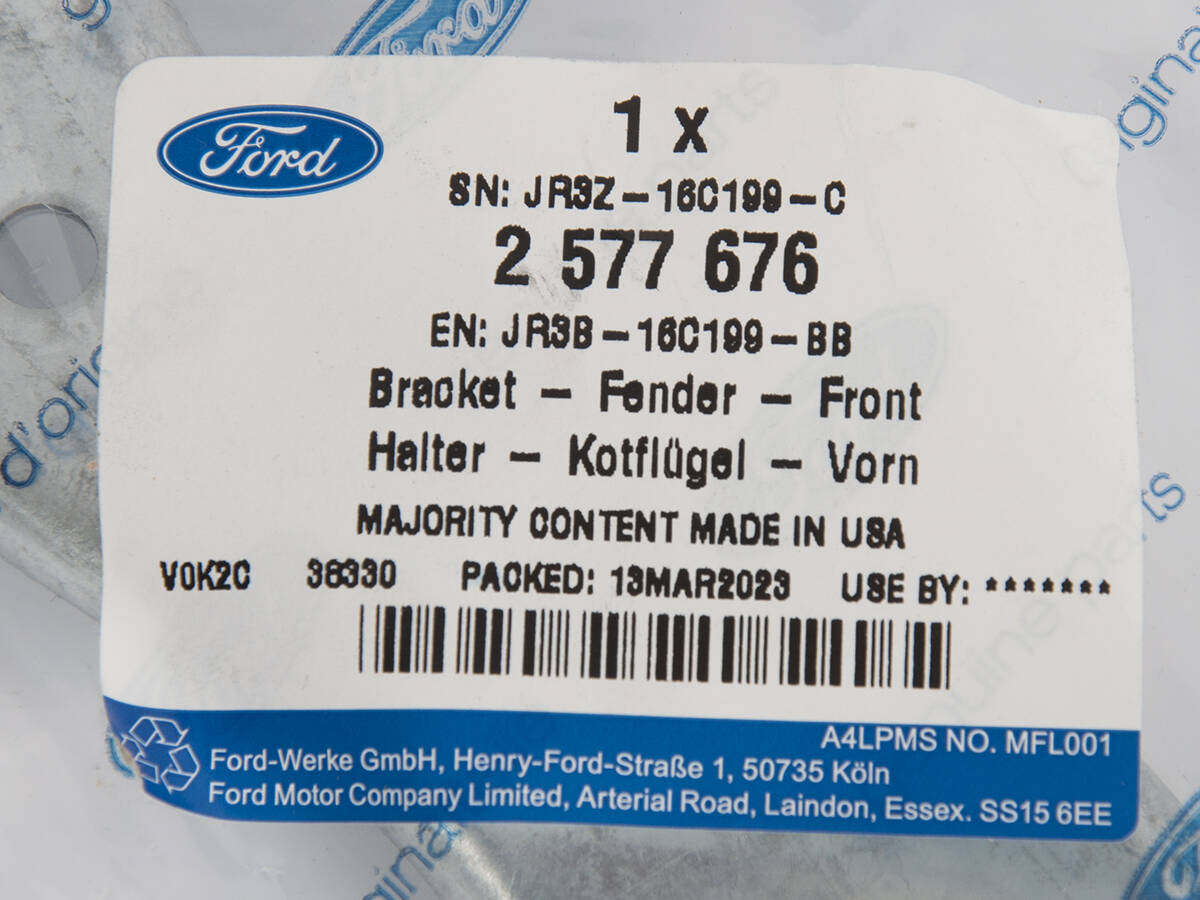 Ford
Ford
1 x
SN: JR3Z-16C199-C
2 577 676
EN: JR3B-16C199-BB
Bracket - Fender - Front
Halter - Kotflügel - Vorn
MAJORITY CONTENT MADE IN USA
V0K2C 36330 PACKED: 13MAR2023 USE BY: *******
A4LPMS NO. MFL001
Ford-Werke GmbH, Henry-Ford-Straße 1, 50735 Köln
Ford Motor Company Limited, Arterial Road, Laindon, Essex. SS15 6EE